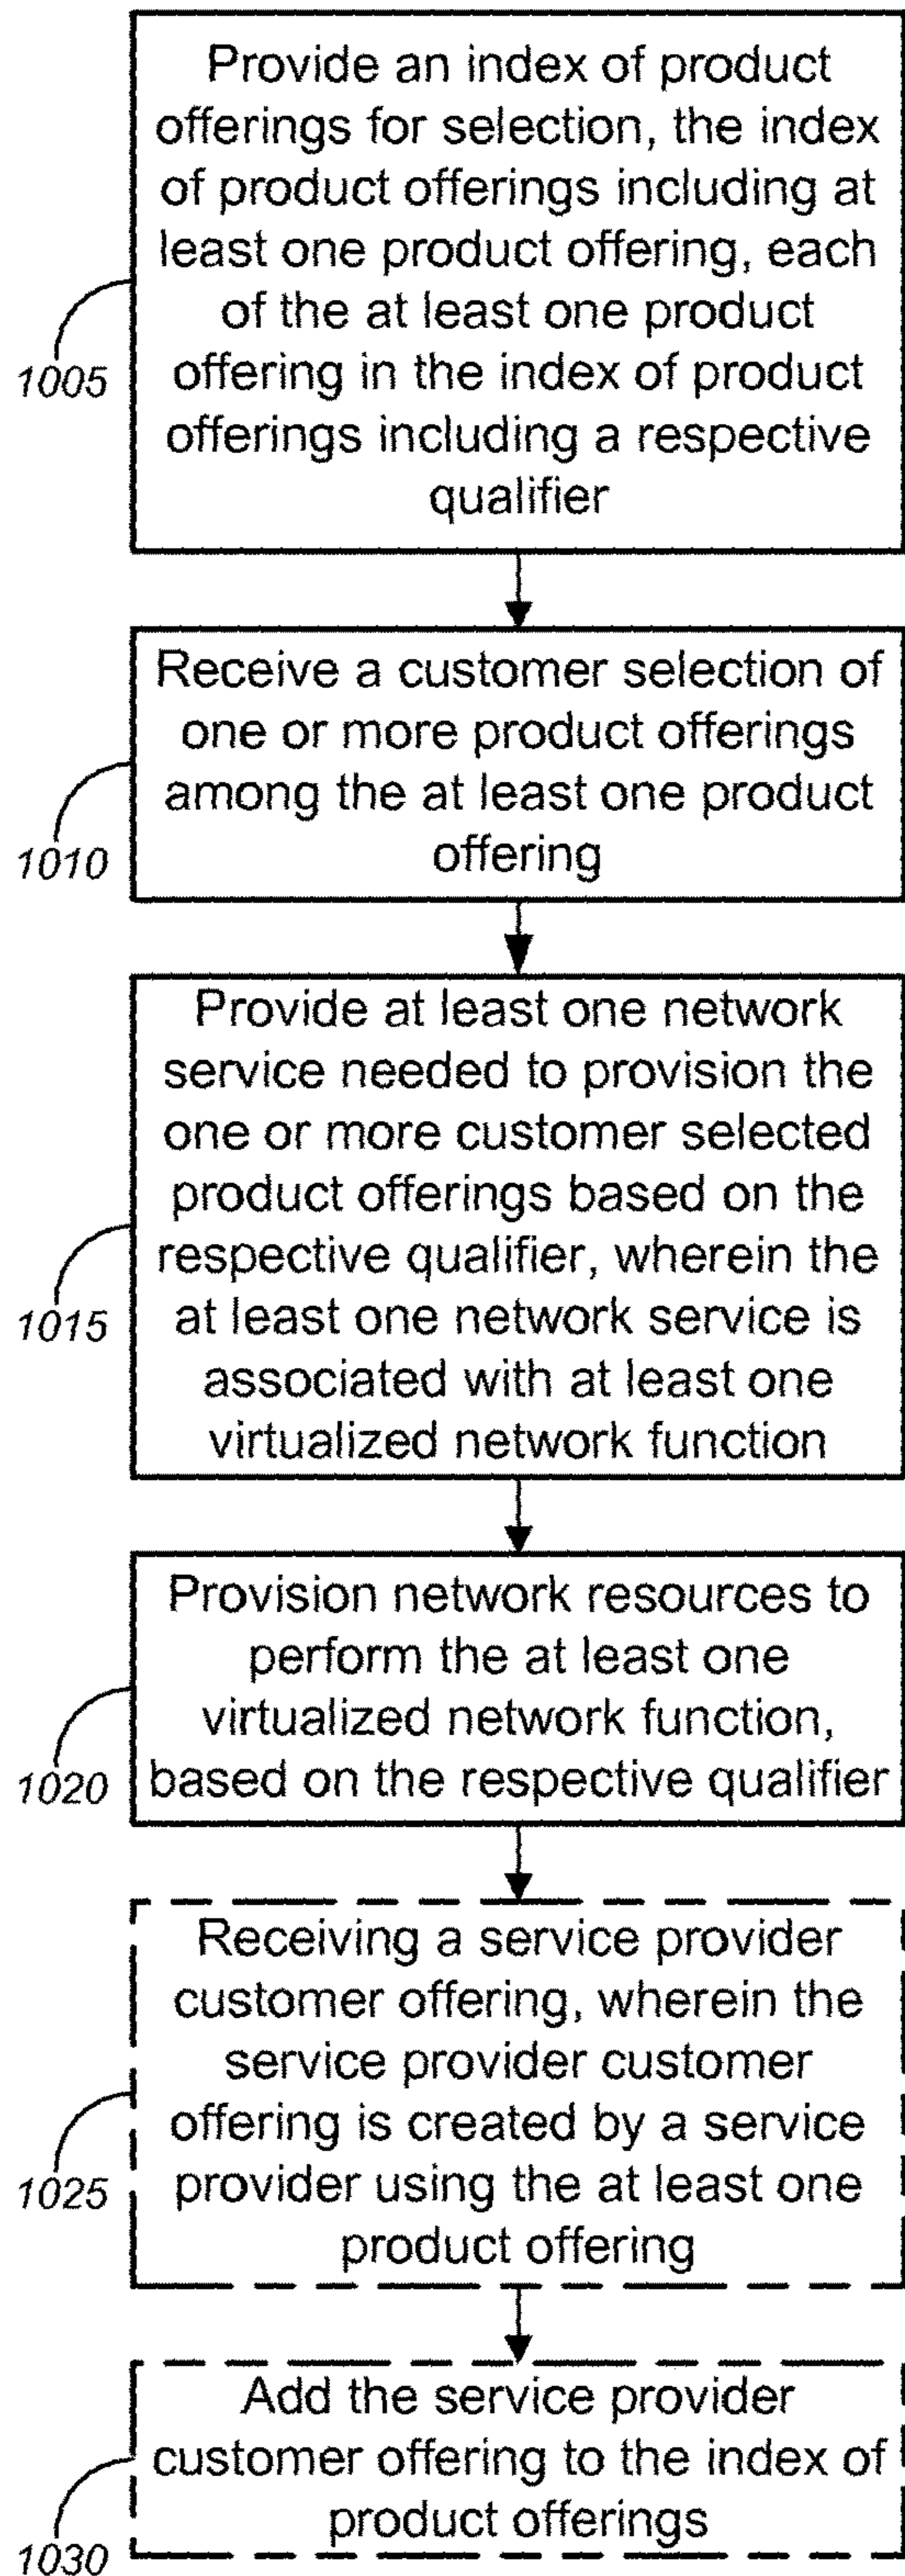 Provide an index of product
offerings for selection, the index
of product offerings including at
least one product offering, each
of the at least one product
offering in the index of product
offerings including a respective
qualifier
1005
Receive a customer selection of
one or more product offerings
among the at least one product
offering
1010
Provide at least one network
service needed to provision the
one or more customer selected
product offerings based on the
respective qualifier, wherein the
at least one network service is
associated with at least one
virtualized network function
1015
Provision network resources to
perform the at least one
virtualized network function,
based on the respective qualifier
1020
Receiving a service provider
customer offering, wherein the
service provider customer
offering is created by a service
provider using the at least one
product offering
1025
Add the service provider
customer offering to the index of
product offerings
1030